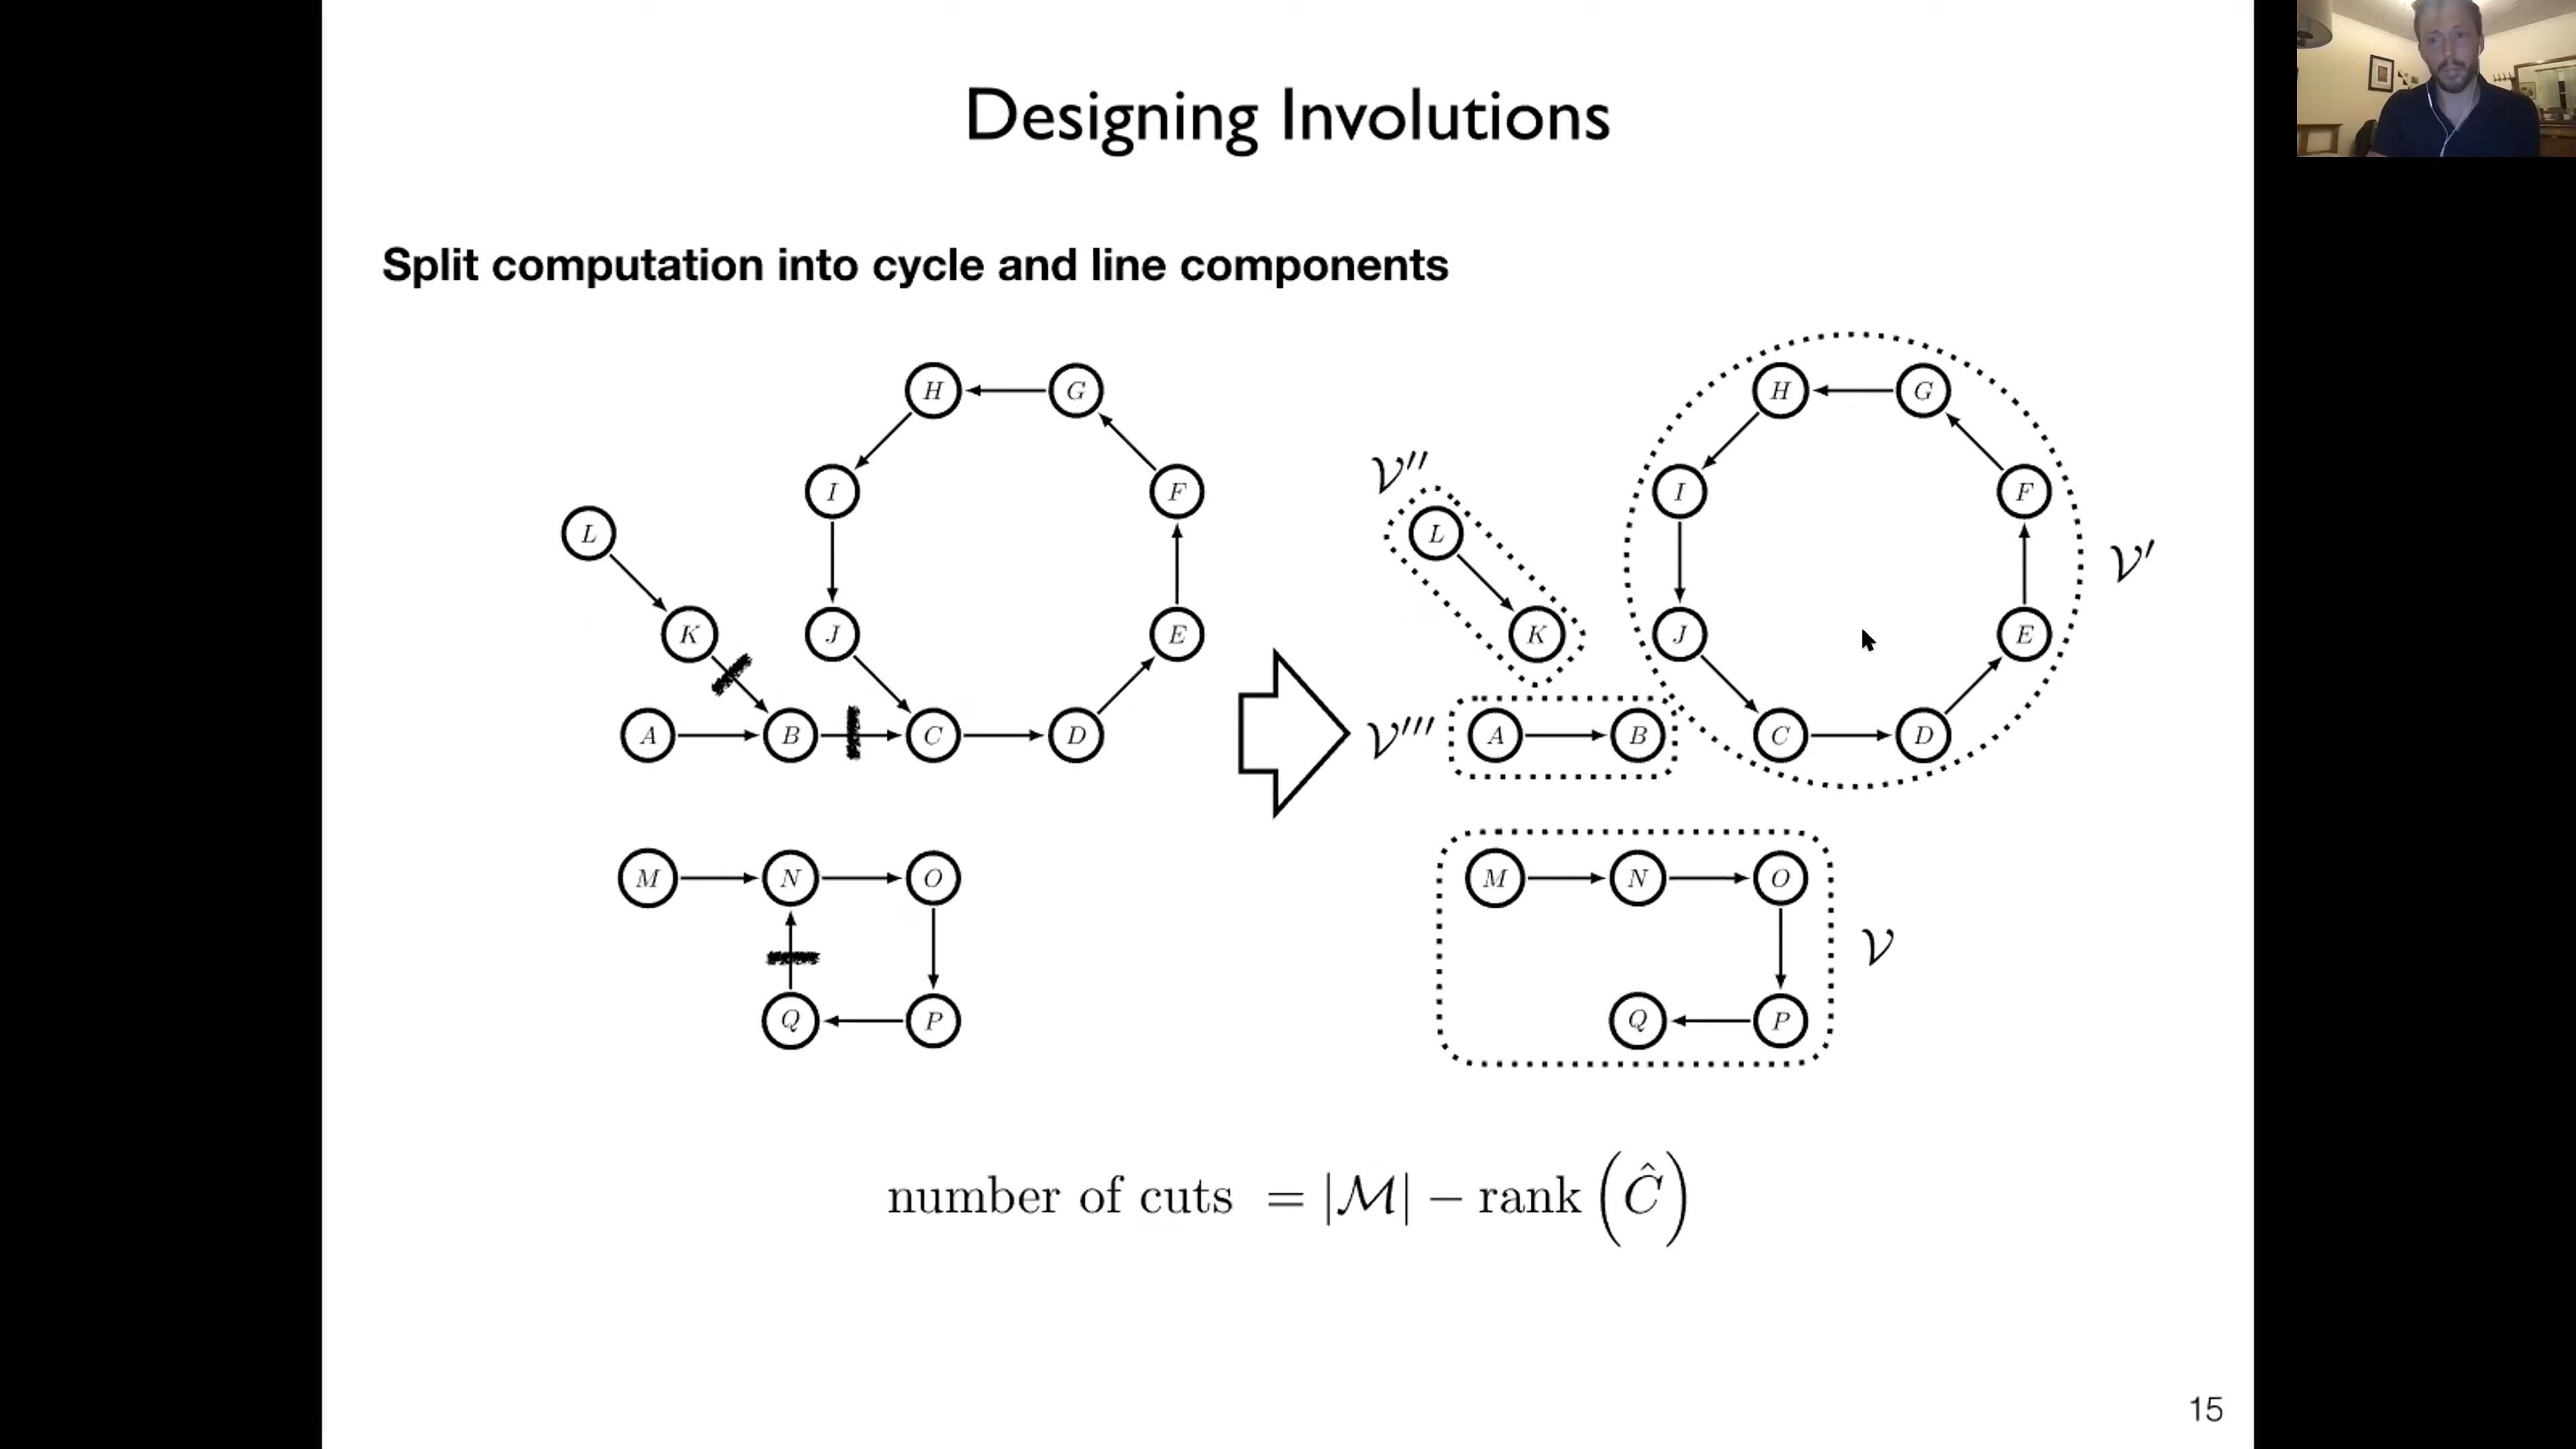 Designing Involutions
Split computation into cycle and line components
H G H G
I F I F
L L
K J E K J E
A B C D A B C D
M N O M N O
Q P Q P
𝒱′′
𝒱′
𝒱′′′
𝒱
number of cuts = |ℳ| − rank (Ĉ)
15